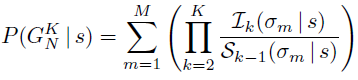 P(G_N^K | s) = \sum_{m=1}^{M} \left( \prod_{k=2}^{K} \frac{\mathcal{I}_k(\sigma_m | s)}{\mathcal{S}_{k-1}(\sigma_m | s)} \right)